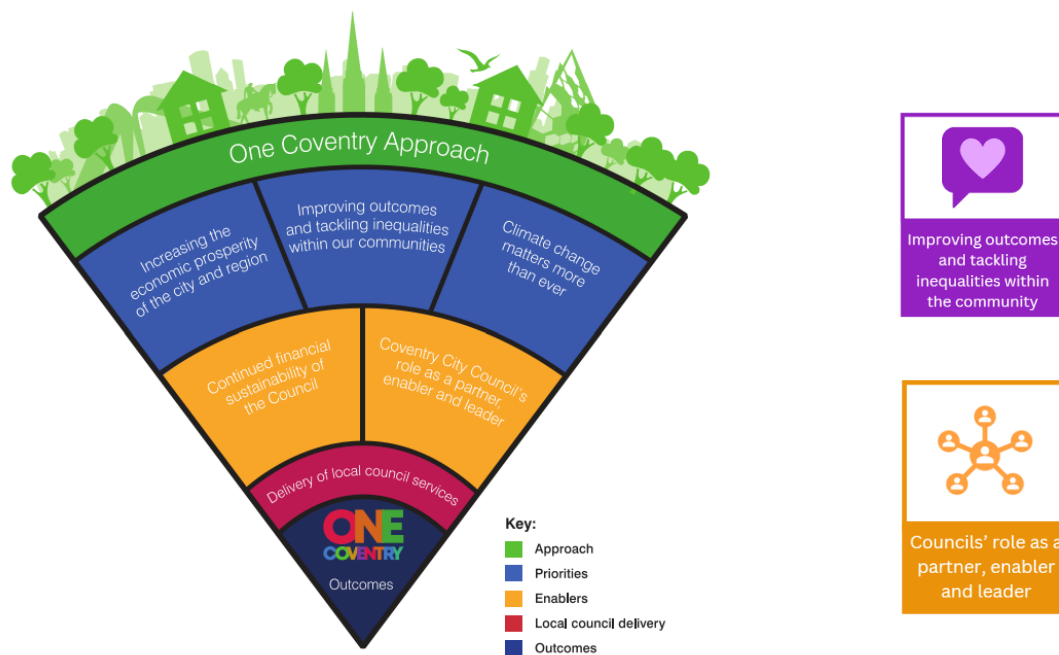 One Coventry Approach
Increasing the
economic prosperity
of the city and region
Improving outcomes
and tackling inequalities
within our communities
Climate change
matters more
than ever
Continued financial
sustainability of
the Council
Coventry City Council's
role as a partner,
enabler and leader
Delivery of local council services
ONE
COVENTRY
Outcomes
Key:
Approach
Priorities
Enablers
Local council delivery
Outcomes
Improving outcomes
and tackling
inequalities within
the community
Councils' role as a
partner, enabler
and leader